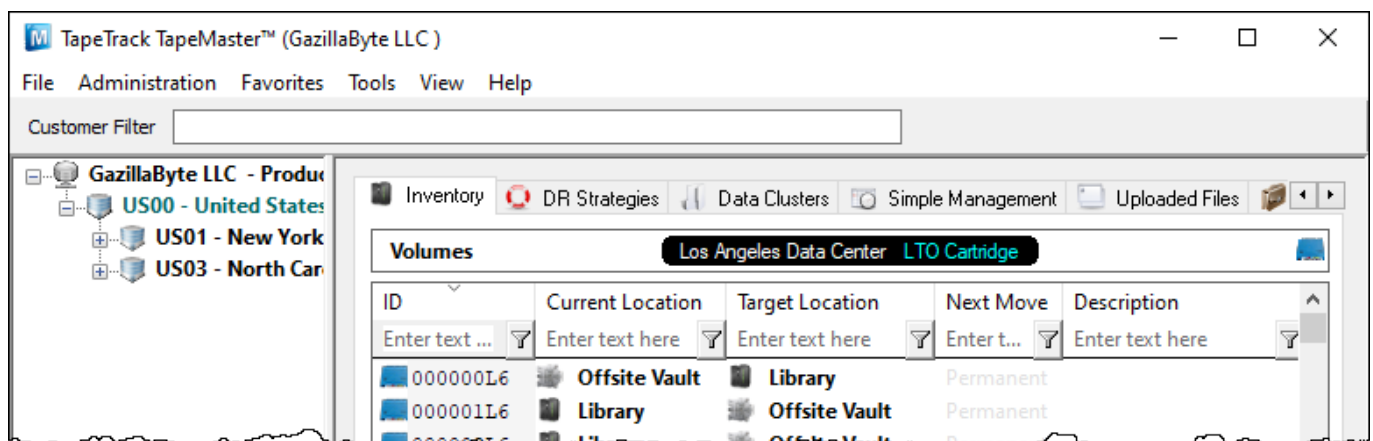 TapeTrack TapeMaster™ (GazillaByte LLC )
File Administration Favorites Tools View Help
Customer Filter
GazillaByte LLC - Produc
US00 - United States
US01 - New York
US03 - North Car
Inventory DR Strategies Data Clusters Simple Management Uploaded Files
Volumes Los Angeles Data Center LTO Cartridge
ID Current Location Target Location Next Move Description
Enter text ... Enter text here Enter text here Enter t... Enter text here
000000L6 Offsite Vault Library Permanent
000001L6 Library Offsite Vault Permanent